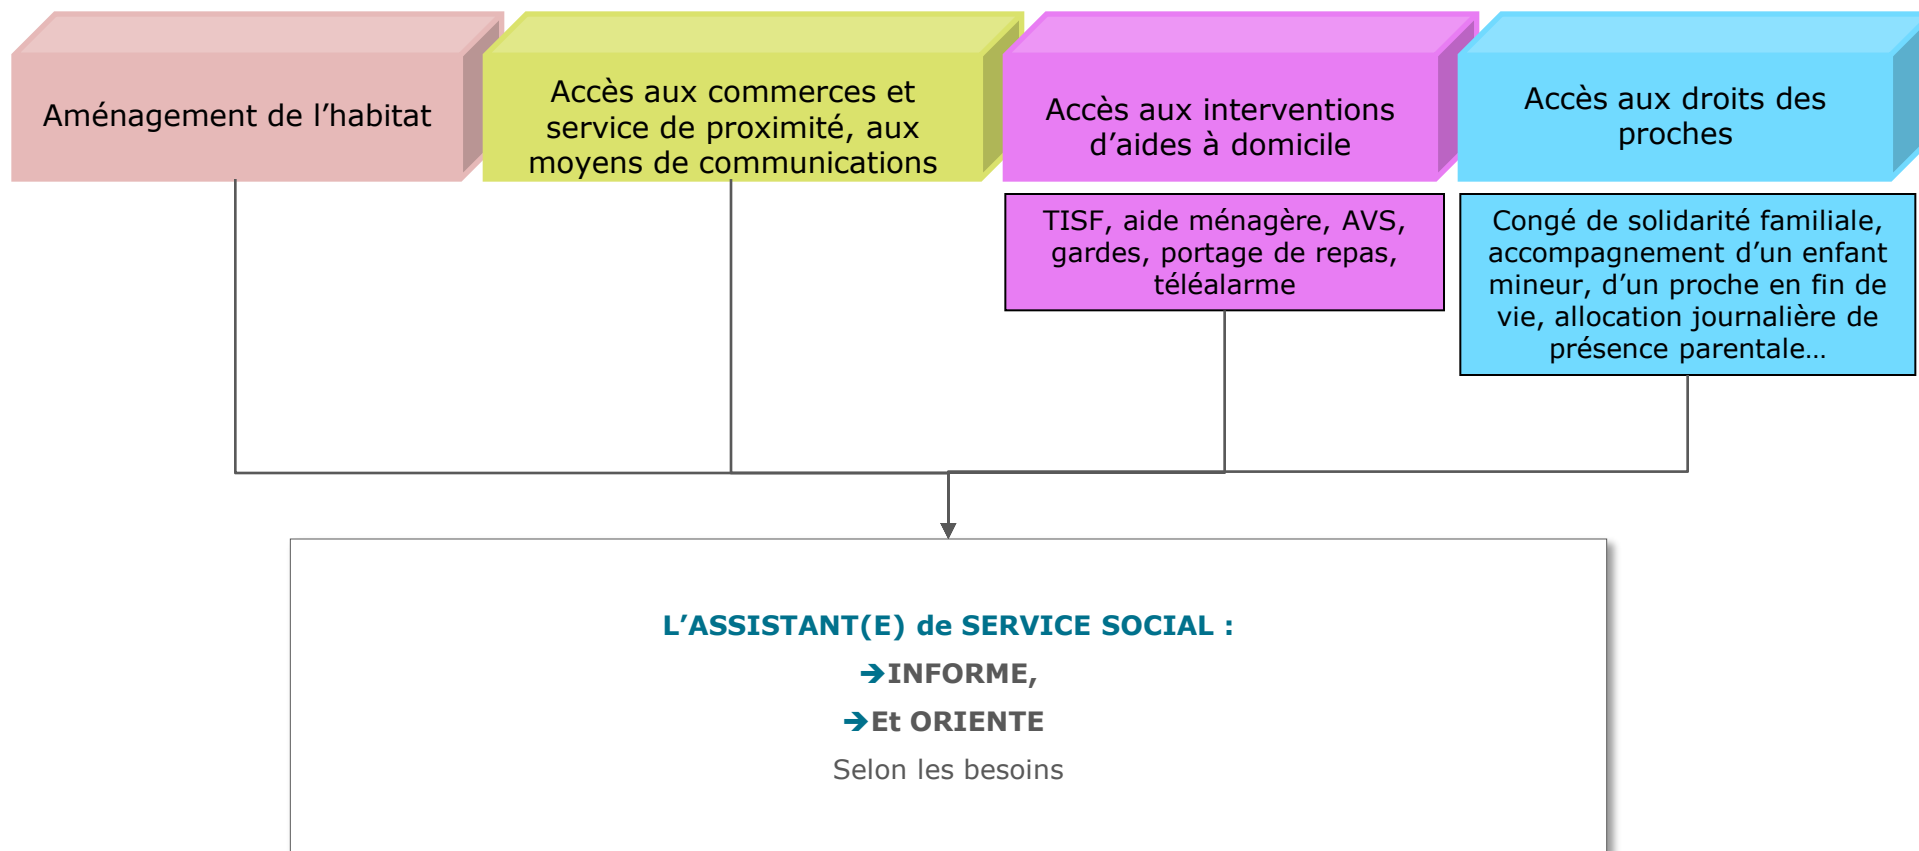 Aménagement de l’habitat
Accès aux commerces et
service de proximité, aux
moyens de communications
Accès aux interventions
d’aides à domicile
Accès aux droits des
proches
TISF, aide ménagère, AVS,
gardes, portage de repas,
téléalarme
Congé de solidarité familiale,
accompagnement d’un enfant
mineur, d’un proche en fin de
vie, allocation journalière de
présence parentale…
L’ASSISTANT(E) de SERVICE SOCIAL :
➔INFORME,
➔Et ORIENTE
Selon les besoins